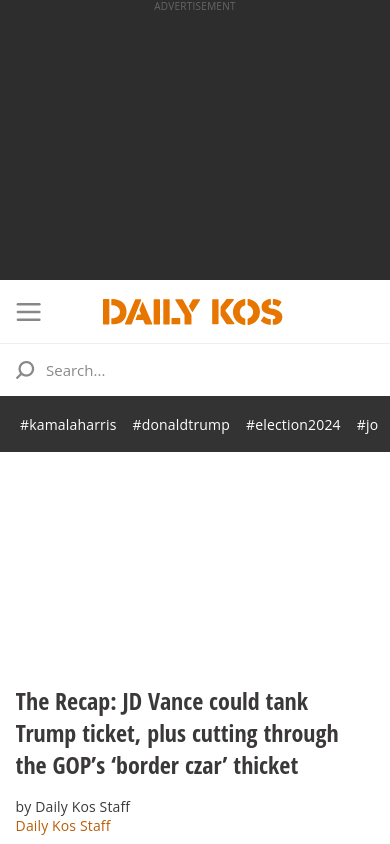 ADVERTISEMENT
DAILY KOS
Search...
#kamalaharris #donaldtrump #election2024 #jo
The Recap: JD Vance could tank
Trump ticket, plus cutting through
the GOP’s ‘border czar’ thicket
by Daily Kos Staff
Daily Kos Staff